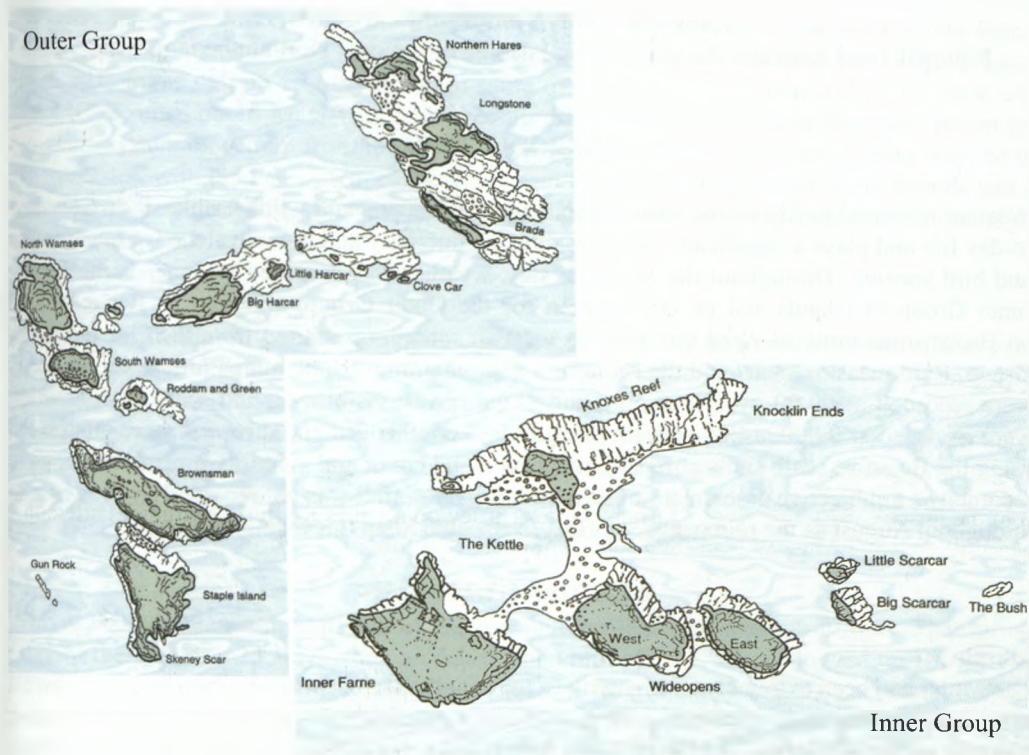 Outer Group
Northern Hares
Longstone
Brada
North Wamses
Little Harcar
Clove Car
Big Harcar
South Wamses
Roddam and Green
Brownsman
Gun Rock
Staple Island
Skeney Scar
Knoxes Reef
Knocklin Ends
The Kettle
Little Scarcar
Big Scarcar
The Bush
West
East
Inner Farne
Wideopens
Inner Group